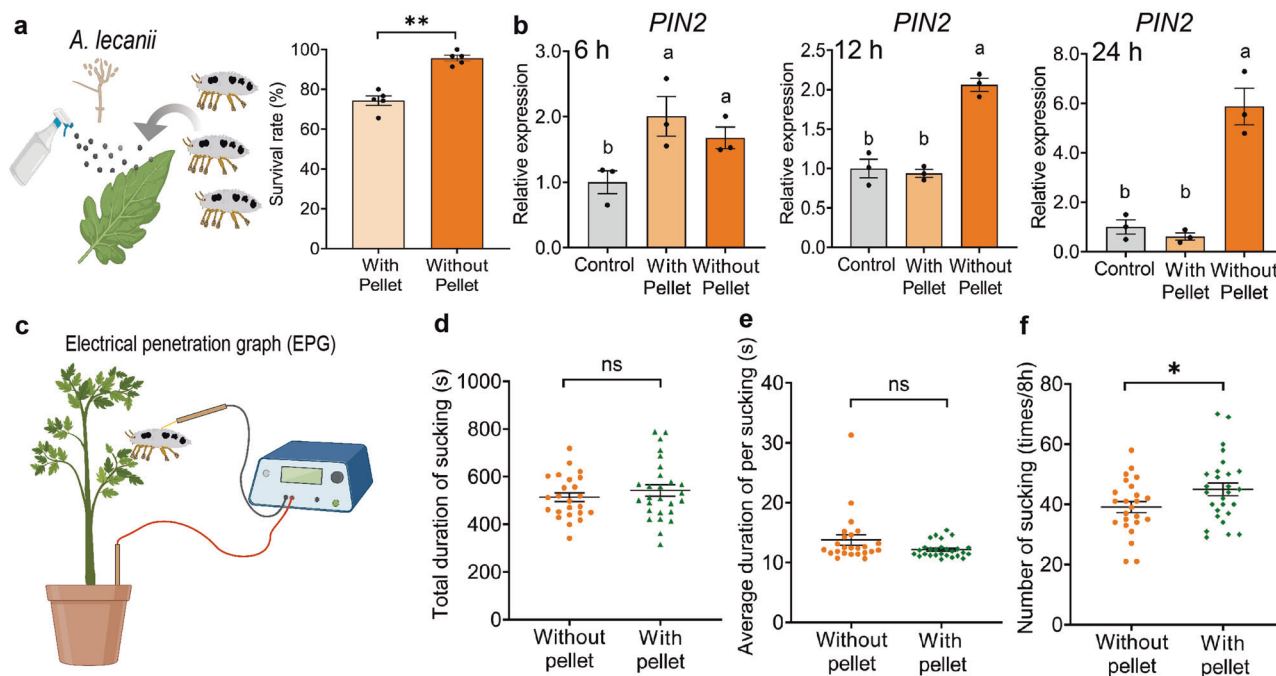 a
A. lecanii
Survival rate (%)
100
80
60
40
20
0
**
With
Pellet
Without
Pellet
b
PIN2
6 h
Relative expression
3.0
2.0
1.0
0.0
b
a
a
Control
With
Pellet
Without
Pellet
PIN2
12 h
Relative expression
2.5
2.0
1.5
1.0
0.5
0.0
b
b
a
Control
With
Pellet
Without
Pellet
PIN2
24 h
Relative expression
8.0
6.0
4.0
2.0
0.0
b
b
a
Control
With
Pellet
Without
Pellet
c
Electrical penetration graph (EPG)
d
Total duration of sucking (s)
1000
800
600
400
200
0
ns
Without
pellet
With
pellet
e
Average duration of per sucking (s)
40
30
20
10
0
ns
Without
pellet
With
pellet
f
Number of sucking (times/8h)
80
60
40
20
0
*
Without
pellet
With
pellet